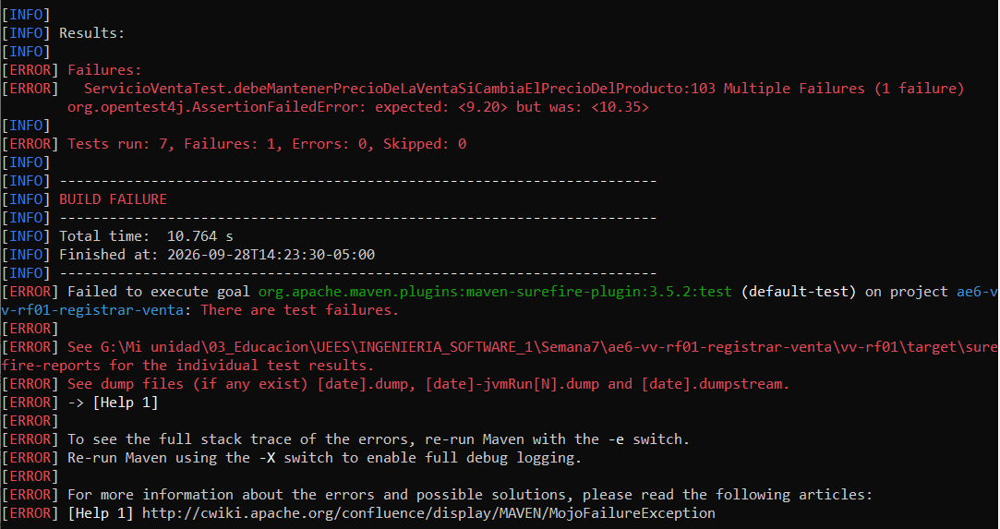 [INFO]
[INFO] Results:
[INFO]
[ERROR] Failures:
[ERROR]   ServicioVentaTest.debeMantenerPrecioDeLaVentaSiCambiaElPrecioDelProducto:103 Multiple Failures (1 failure)
        org.opentest4j.AssertionFailedError: expected: <9.20> but was: <10.35>
[INFO]
[ERROR] Tests run: 7, Failures: 1, Errors: 0, Skipped: 0
[INFO]
[INFO] ------------------------------------------------------------------------
[INFO] BUILD FAILURE
[INFO] ------------------------------------------------------------------------
[INFO] Total time:  10.764 s
[INFO] Finished at: 2026-09-28T14:23:30-05:00
[INFO] ------------------------------------------------------------------------
[ERROR] Failed to execute goal org.apache.maven.plugins:maven-surefire-plugin:3.5.2:test (default-test) on project ae6-v
v-rf01-registrar-venta: There are test failures.
[ERROR]
[ERROR] See G:\Mi unidad\03_Educacion\UEES\INGENIERIA_SOFTWARE_1\Semana7\ae6-vv-rf01-registrar-venta\vv-rf01\target\sure
fire-reports for the individual test results.
[ERROR] See dump files (if any exist) [date].dump, [date]-jvmRun[N].dump and [date].dumpstream.
[ERROR] -> [Help 1]
[ERROR]
[ERROR] To see the full stack trace of the errors, re-run Maven with the -e switch.
[ERROR] Re-run Maven using the -X switch to enable full debug logging.
[ERROR]
[ERROR] For more information about the errors and possible solutions, please read the following articles:
[ERROR] [Help 1] http://cwiki.apache.org/confluence/display/MAVEN/MojoFailureException